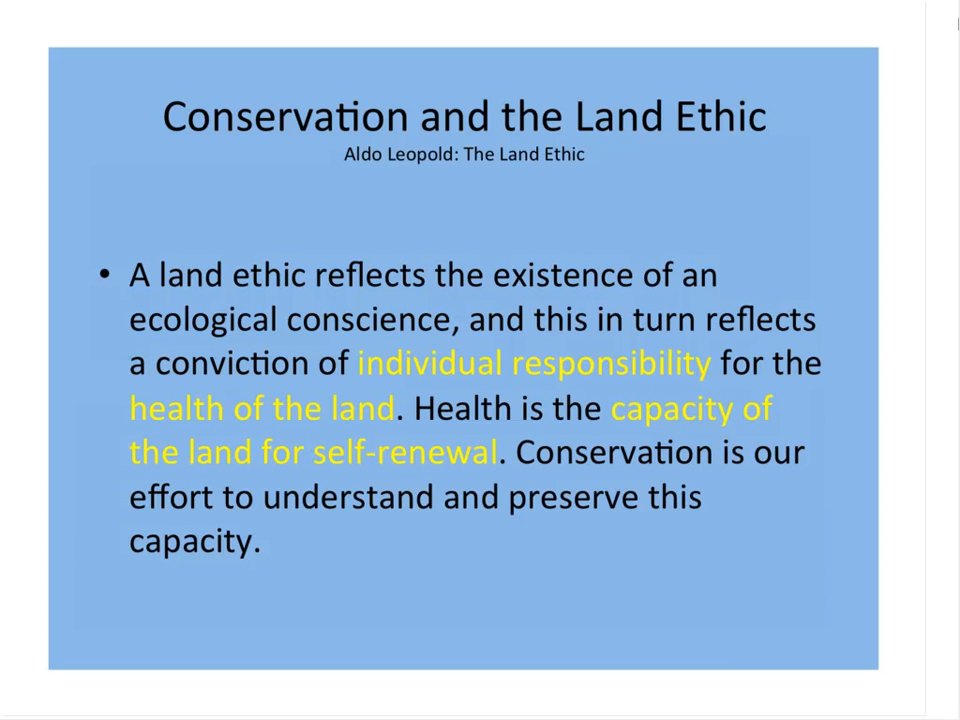 Conservation and the Land Ethic
Aldo Leopold: The Land Ethic
• A land ethic reflects the existence of an
ecological conscience, and this in turn reflects
a conviction of individual responsibility for the
health of the land. Health is the capacity of
the land for self-renewal. Conservation is our
effort to understand and preserve this
capacity.